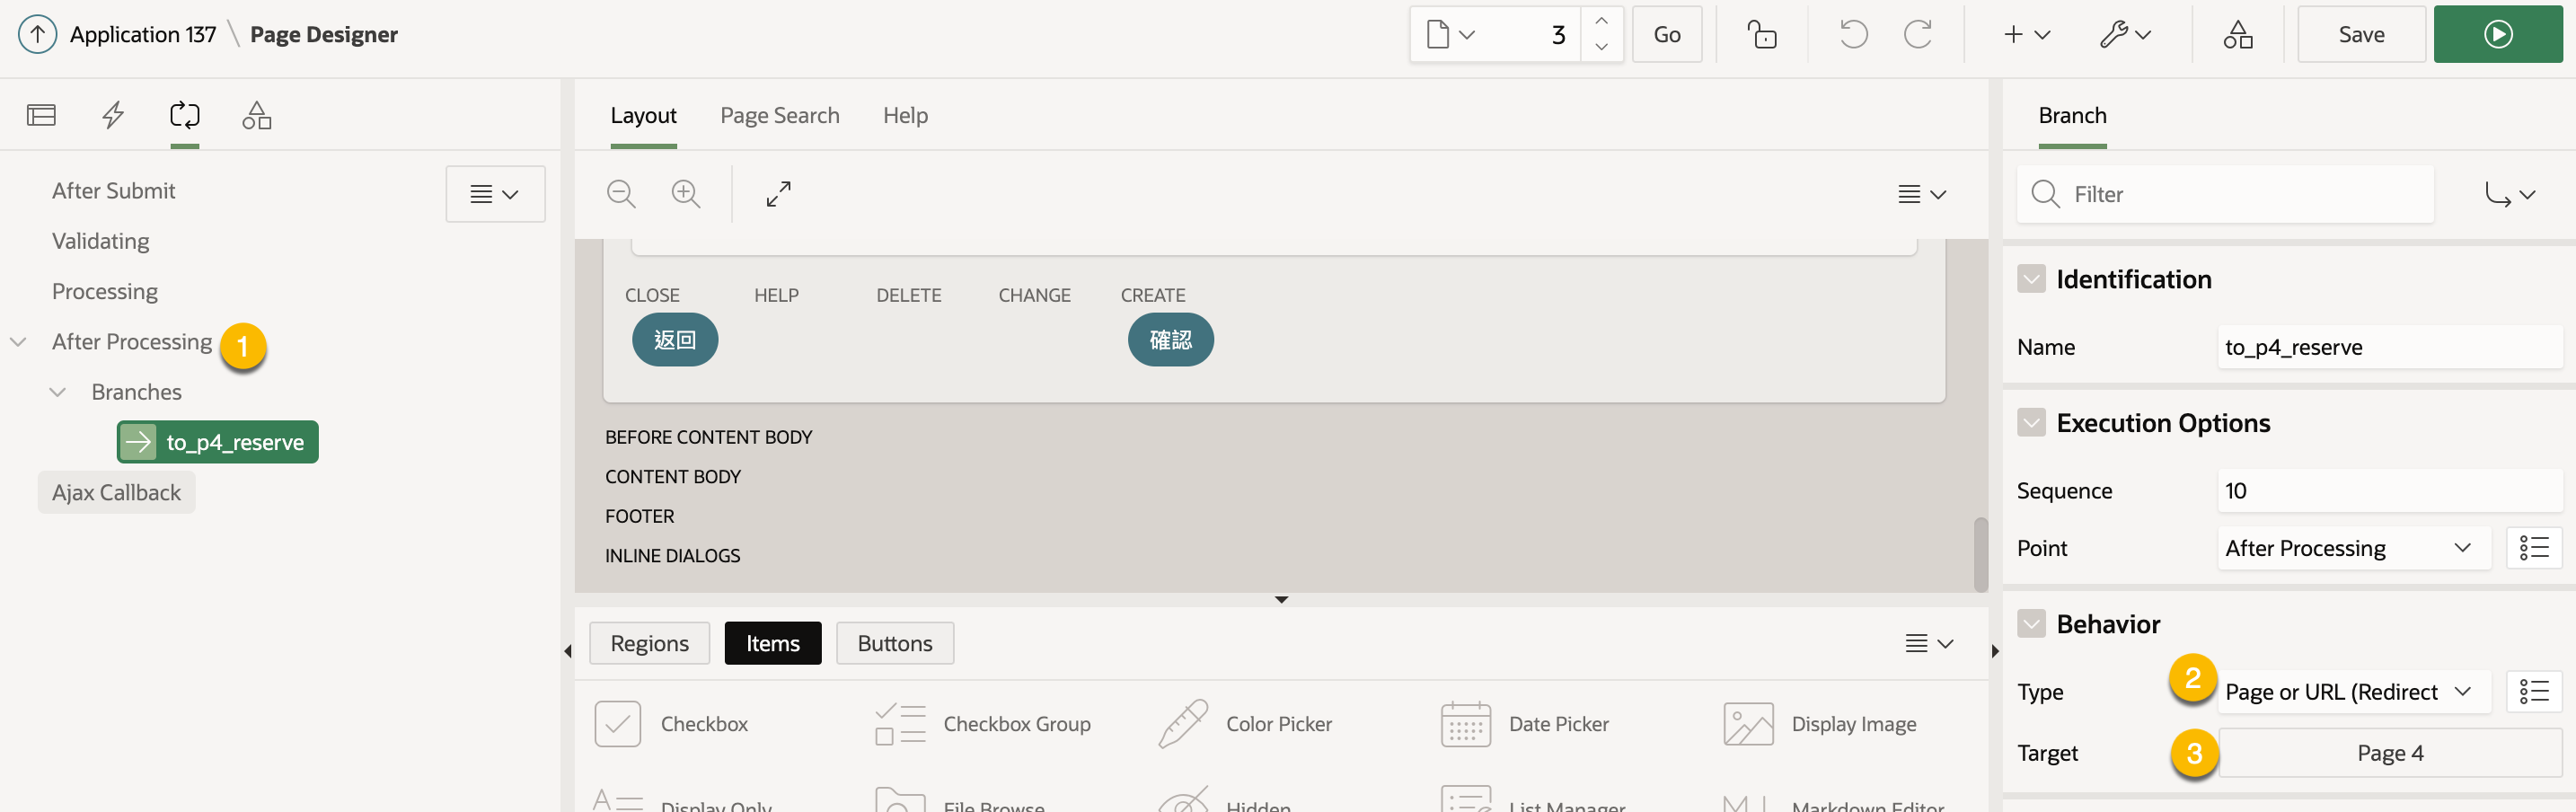 Application 137 \ Page Designer
3
Go
Save
After Submit
Validating
Processing
After Processing
1
Branches
to_p4_reserve
Ajax Callback
Layout
Page Search
Help
CLOSE
HELP
DELETE
CHANGE
CREATE
返回
確認
BEFORE CONTENT BODY
CONTENT BODY
FOOTER
INLINE DIALOGS
Regions
Items
Buttons
Checkbox
Checkbox Group
Color Picker
Date Picker
Display Image
Display Only
File Browse
Hidden
List Manager
Markdown Editor
Branch
Filter
Identification
Name
to_p4_reserve
Execution Options
Sequence
10
Point
After Processing
Behavior
Type
2
Page or URL (Redirect
Target
3
Page 4